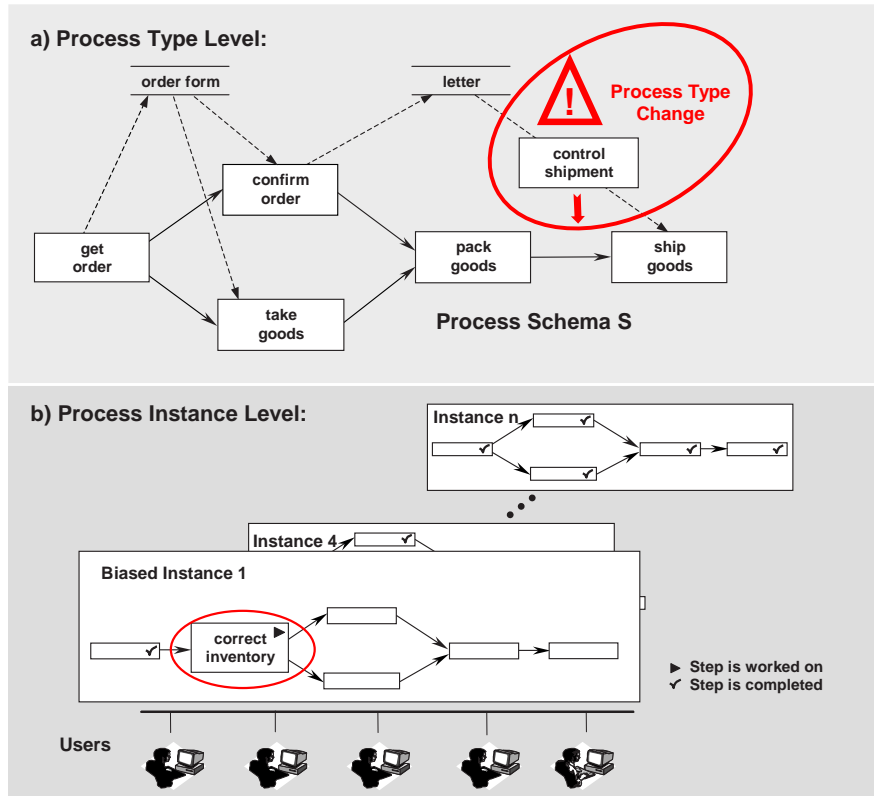 a) Process Type Level:
order form
letter
!
Process Type
Change
control
shipment
confirm
order
get
order
pack
goods
ship
goods
take
goods
Process Schema S
b) Process Instance Level:
Instance n
Instance 4
Biased Instance 1
correct
inventory
Step is worked on
Step is completed
Users